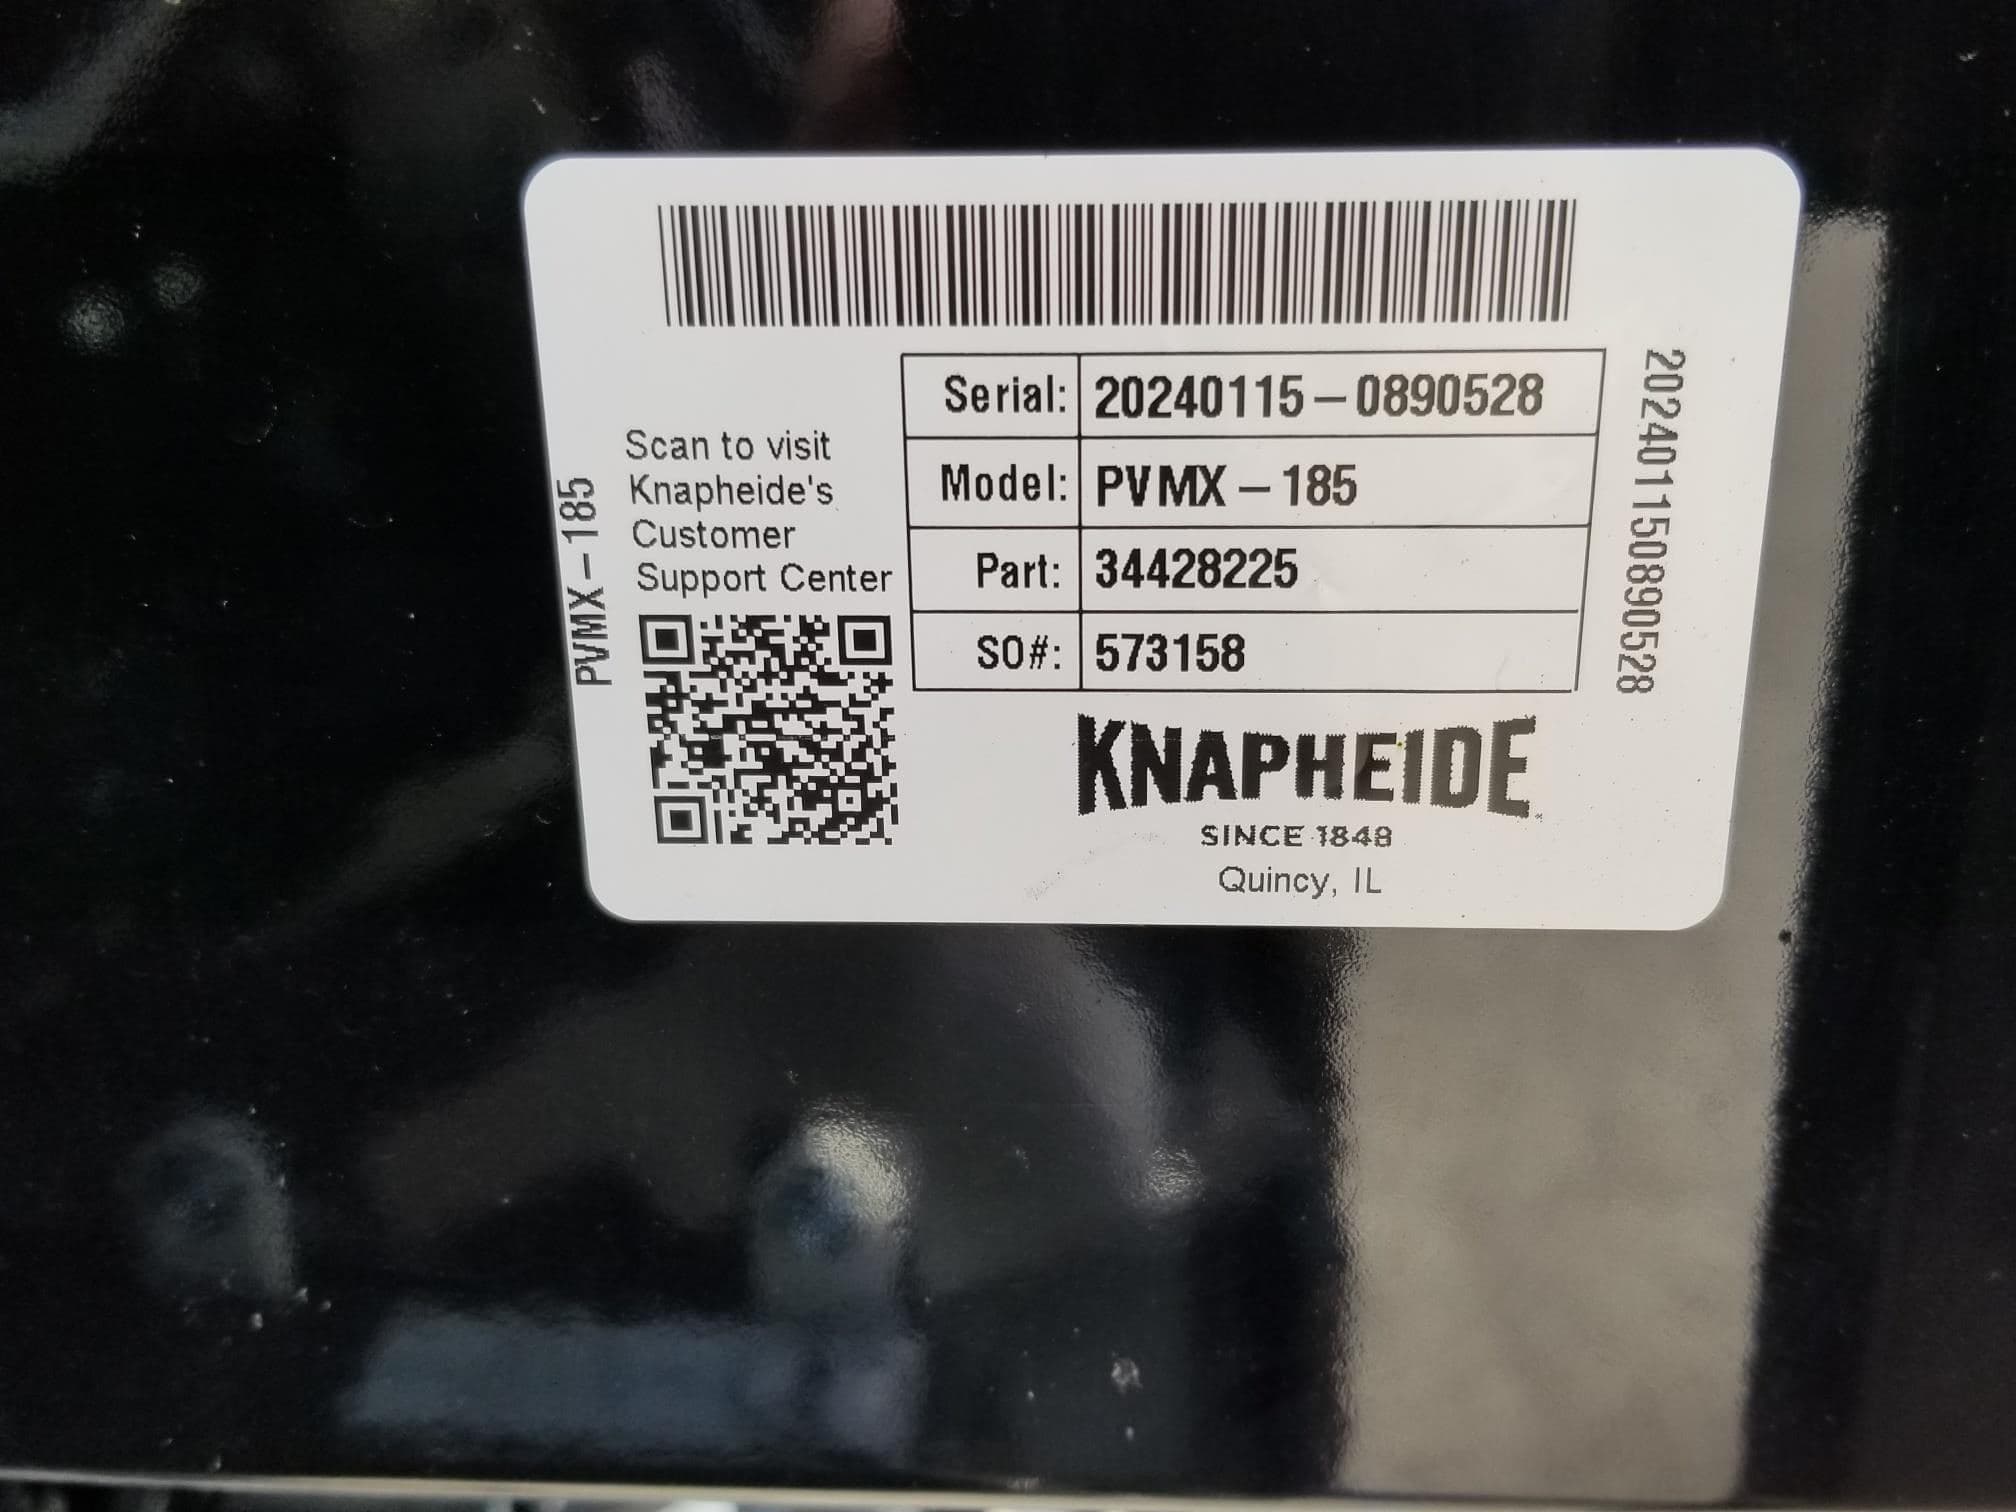 Serial: 20240115-0890528
Model: PVMX-185
Part: 34428225
SO#: 573158
Scan to visit
Knapheide's
Customer
Support Center
PVMX-185
202401150890528
KNAPHEIDE
SINCE 1848
Quincy, IL